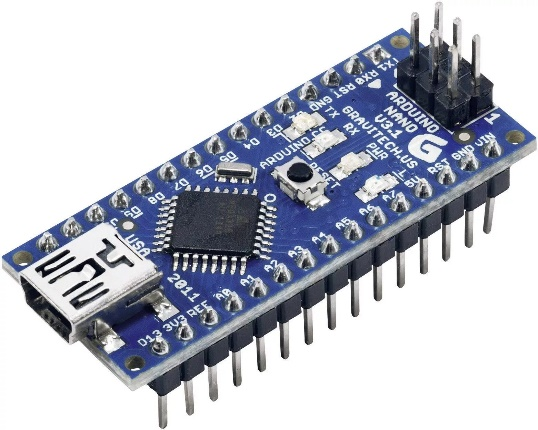 TX1
RX0
RST
GND
D3
D4
D5
D6
D7
D8
D9
ARDUINO
NANO
V3.1
GRAVITECH.US
G
ARDUINO.CC
TX
RX
PWR
L
RESET
1
USA
2011
D13
3V3
REF
A0
A1
A2
A3
A4
A5
A6
A7
5V
RST
GND
VIN